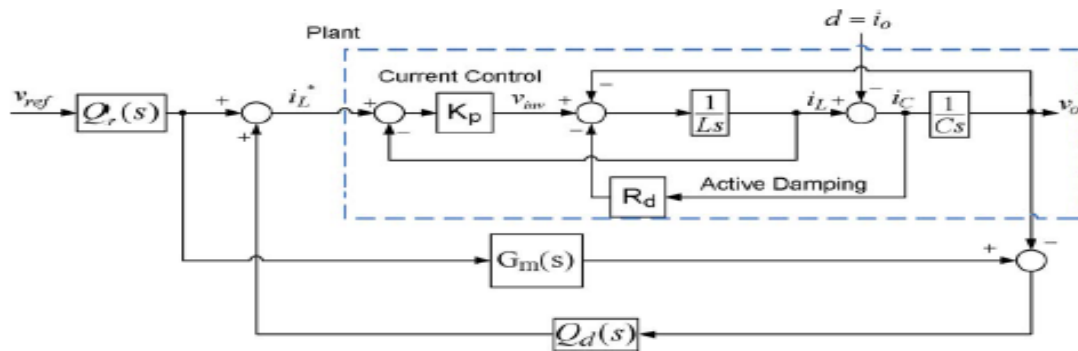 d = i_o
Plant
Current Control
v_ref
Q_r(s)
+
+
i_L*
+
−
K_p
v_inv
+
−
−
1
Ls
i_L
+
−
i_C
1
Cs
v_o
R_d
Active Damping
G_m(s)
+
−
Q_d(s)